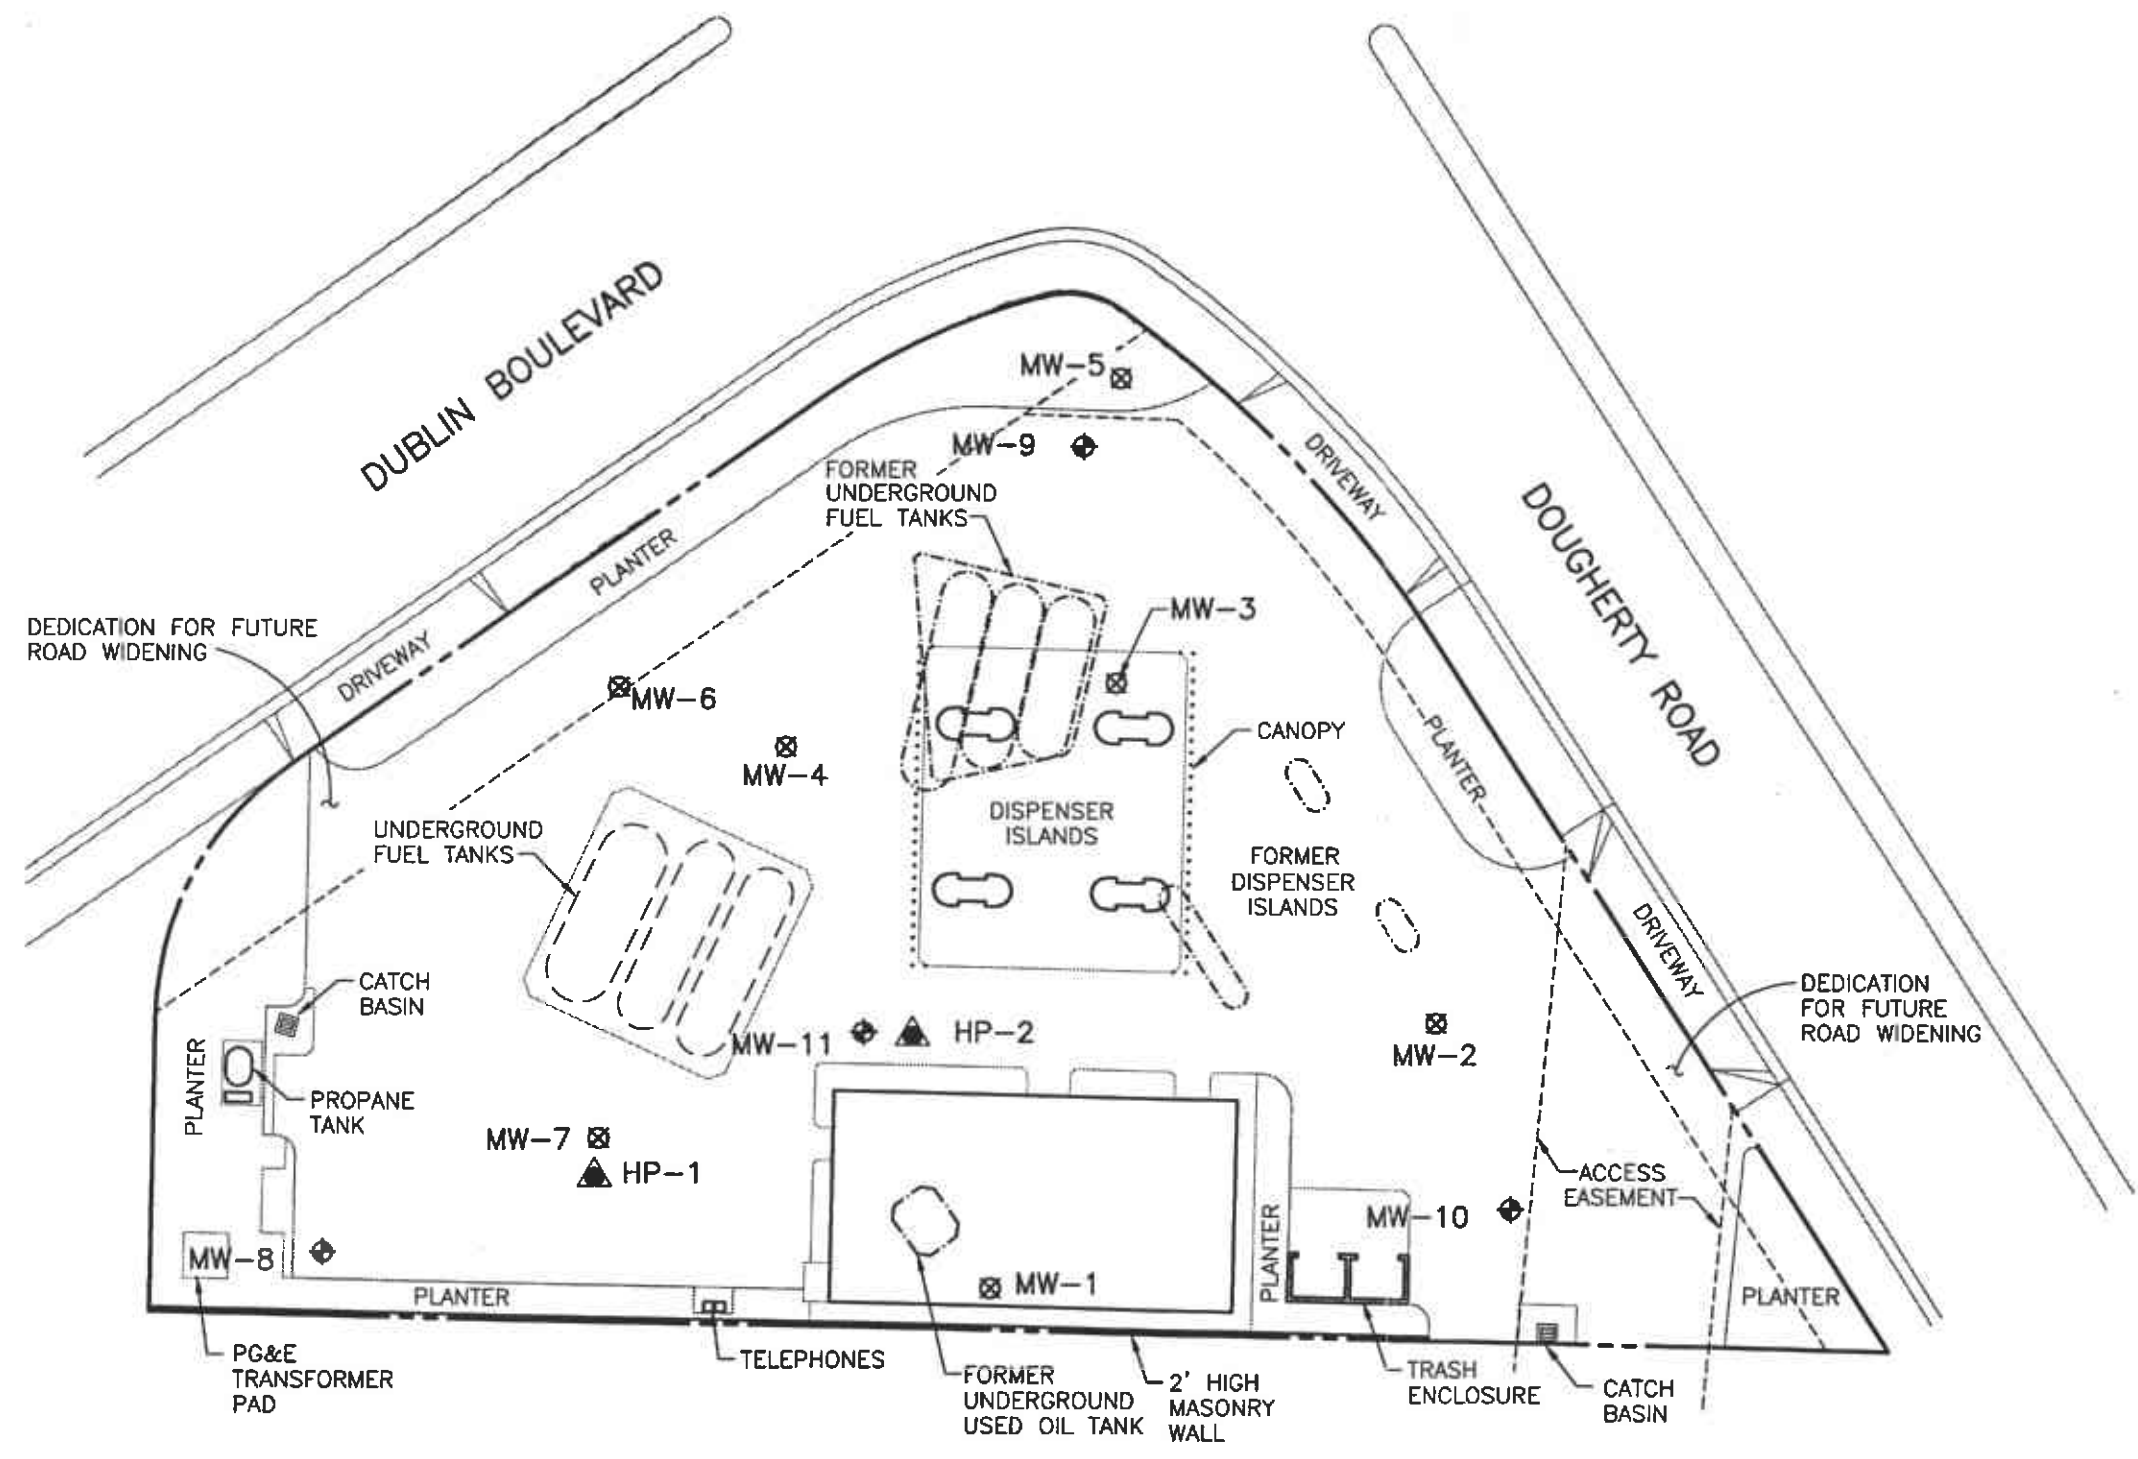 DUBLIN BOULEVARD
DOUGHERTY ROAD
MW-5
MW-9
FORMER
UNDERGROUND
FUEL TANKS
DRIVEWAY
PLANTER
DEDICATION FOR FUTURE
ROAD WIDENING
DRIVEWAY
MW-3
MW-6
MW-4
CANOPY
PLANTER
DISPENSER
ISLANDS
UNDERGROUND
FUEL TANKS
FORMER
DISPENSER
ISLANDS
DRIVEWAY
CATCH
BASIN
DEDICATION
FOR FUTURE
ROAD WIDENING
MW-11
HP-2
MW-2
PLANTER
PROPANE
TANK
MW-7
HP-1
ACCESS
EASEMENT
MW-10
PLANTER
MW-8
MW-1
PLANTER
PLANTER
PG&E
TRANSFORMER
PAD
TELEPHONES
FORMER
UNDERGROUND
USED OIL TANK
2' HIGH
MASONRY
WALL
TRASH
ENCLOSURE
CATCH
BASIN